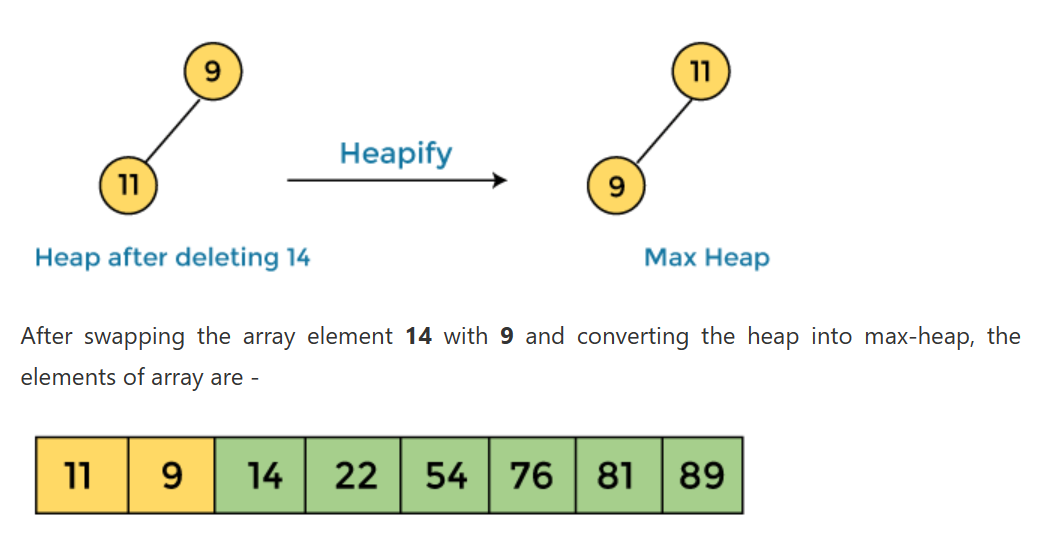 9
11
11
9
Heapify
Heap after deleting 14
Max Heap
After swapping the array element 14 with 9 and converting the heap into max-heap, the
elements of array are -
11 9 14 22 54 76 81 89